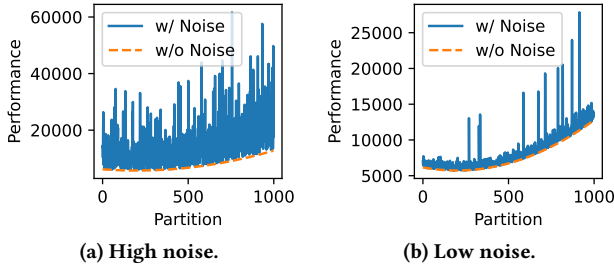 60000
40000
20000
Performance
w/ Noise
w/o Noise
0
500
1000
Partition
(a) High noise.
25000
20000
15000
10000
5000
Performance
w/ Noise
w/o Noise
0
500
1000
Partition
(b) Low noise.